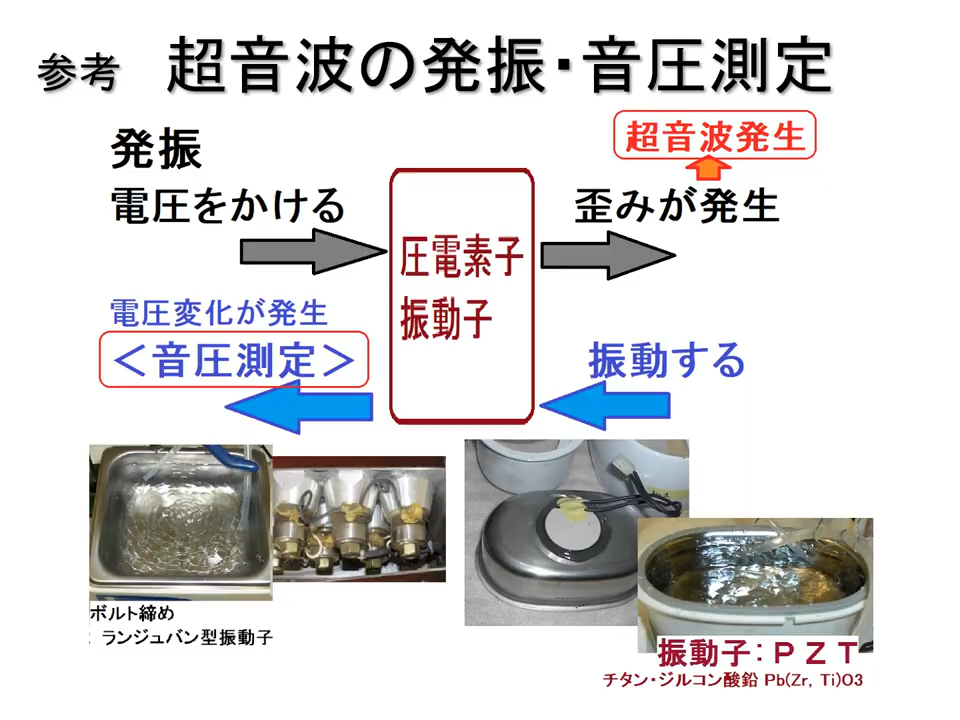 参考 超音波の発振・音圧測定
超音波発生
発振
電圧をかける
歪みが発生
圧電素子
振動子
電圧変化が発生
＜音圧測定＞
振動する
ボルト締め
ランジュバン型振動子
振動子：ＰＺＴ
チタン・ジルコン酸鉛 Pb(Zr, Ti)O3